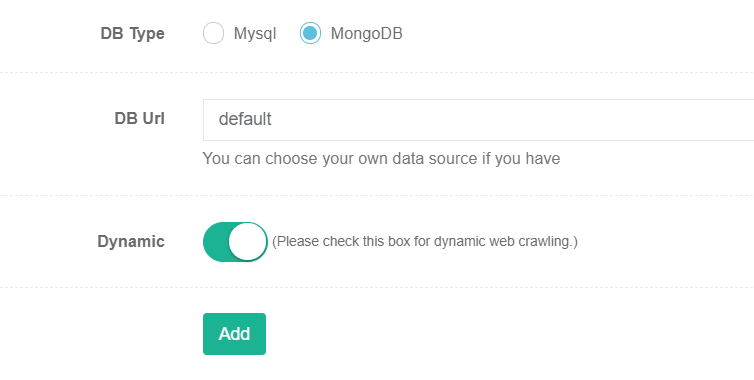 DB Type Mysql MongoDB
DB Url default
You can choose your own data source if you have
Dynamic (Please check this box for dynamic web crawling.)
Add